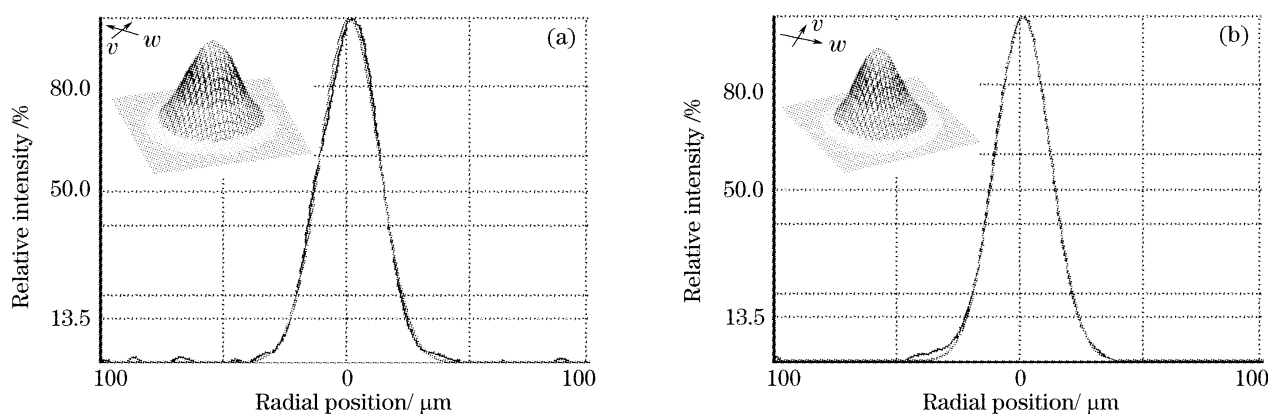 (a)
v w
Relative intensity /%
80.0
50.0
13.5
100 0 100
Radial position/ μm
(b)
v
w
Relative intensity /%
80.0
50.0
13.5
100 0 100
Radial position/ μm